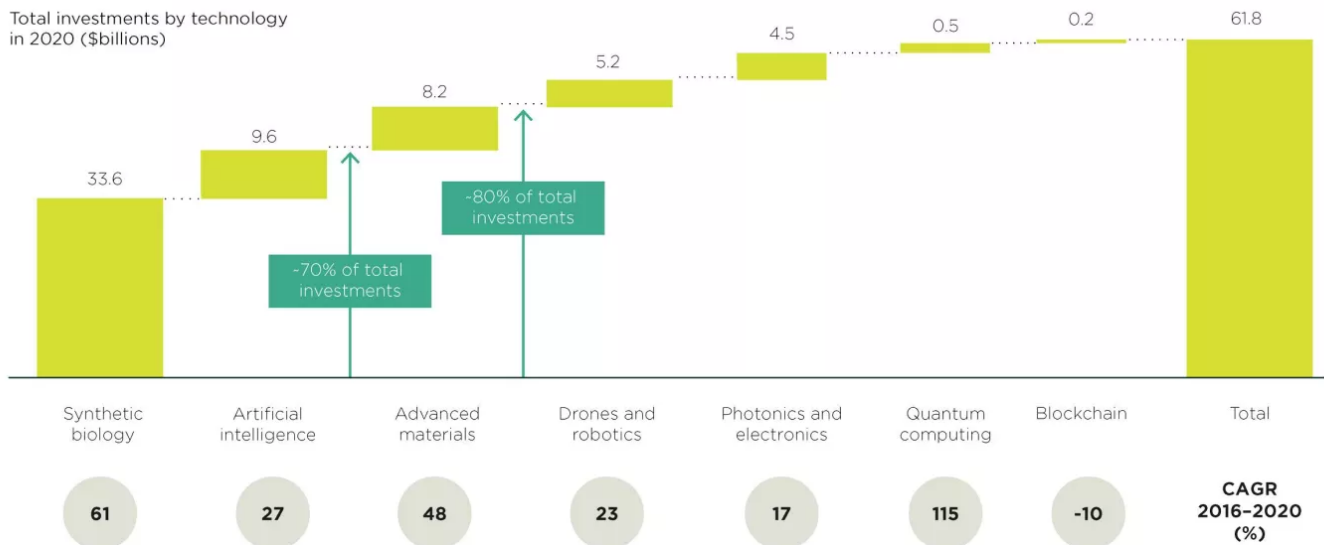 Total investments by technology
in 2020 ($billions)
33.6
9.6
8.2
5.2
4.5
0.5
0.2
61.8
~70% of total
investments
~80% of total
investments
Synthetic
biology
Artificial
intelligence
Advanced
materials
Drones and
robotics
Photonics and
electronics
Quantum
computing
Blockchain
Total
61
27
48
23
17
115
-10
CAGR
2016–2020
(%)